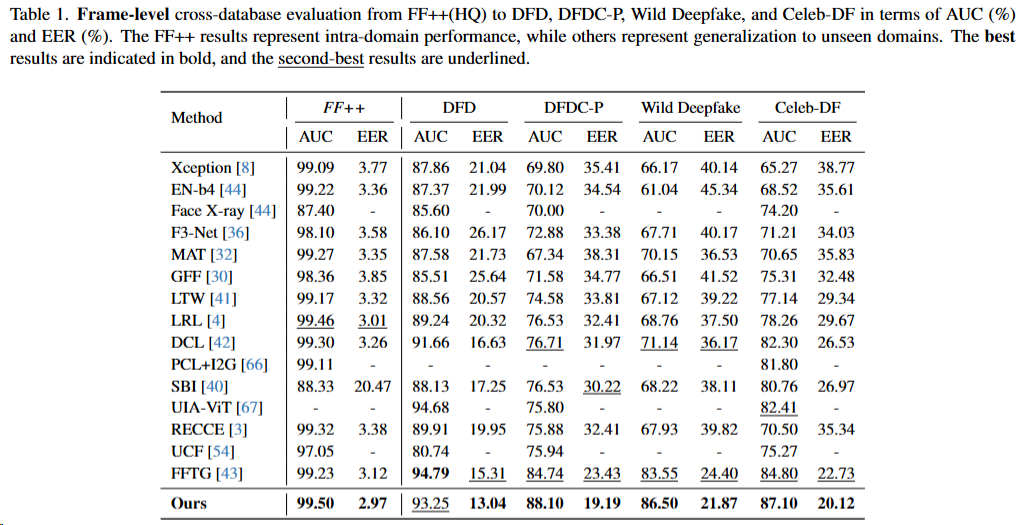 Table 1. Frame-level cross-database evaluation from FF++(HQ) to DFD, DFDC-P, Wild Deepfake, and Celeb-DF in terms of AUC (%)
and EER (%). The FF++ results represent intra-domain performance, while others represent generalization to unseen domains. The best
results are indicated in bold, and the second-best results are underlined.
Method FF++ DFD DFDC-P Wild Deepfake Celeb-DF
AUC EER AUC EER AUC EER AUC EER AUC EER
Xception [8] 99.09 3.77 87.86 21.04 69.80 35.41 66.17 40.14 65.27 38.77
EN-b4 [44] 99.22 3.36 87.37 21.99 70.12 34.54 61.04 45.34 68.52 35.61
Face X-ray [44] 87.40 - 85.60 - 70.00 - - - 74.20 -
F3-Net [36] 98.10 3.58 86.10 26.17 72.88 33.38 67.71 40.17 71.21 34.03
MAT [32] 99.27 3.35 87.58 21.73 67.34 38.31 70.15 36.53 70.65 35.83
GFF [30] 98.36 3.85 85.51 25.64 71.58 34.77 66.51 41.52 75.31 32.48
LTW [41] 99.17 3.32 88.56 20.57 74.58 33.81 67.12 39.22 77.14 29.34
LRL [4] 99.46 3.01 89.24 20.32 76.53 32.41 68.76 37.50 78.26 29.67
DCL [42] 99.30 3.26 91.66 16.63 76.71 31.97 71.14 36.17 82.30 26.53
PCL+I2G [66] 99.11 - - - - - - - 81.80 -
SBI [40] 88.33 20.47 88.13 17.25 76.53 30.22 68.22 38.11 80.76 26.97
UIA-ViT [67] - - 94.68 - 75.80 - - - 82.41 -
RECCE [3] 99.32 3.38 89.91 19.95 75.88 32.41 67.93 39.82 70.50 35.34
UCF [54] 97.05 - 80.74 - 75.94 - - - 75.27 -
FFTG [43] 99.23 3.12 94.79 15.31 84.74 23.43 83.55 24.40 84.80 22.73
Ours 99.50 2.97 93.25 13.04 88.10 19.19 86.50 21.87 87.10 20.12